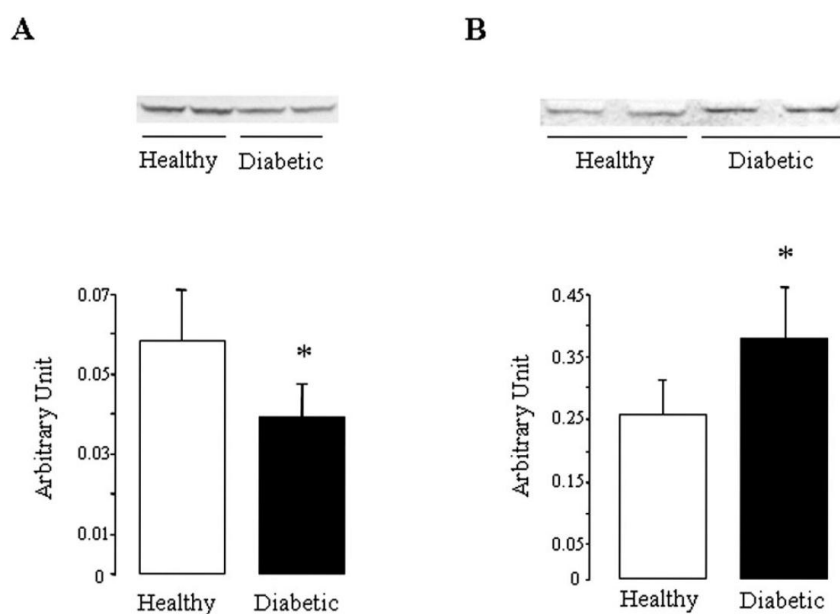 A
Healthy Diabetic
0.07
0.05
0.03
0.01
0
Arbitrary Unit
*
Healthy Diabetic
B
Healthy Diabetic
0.45
0.35
0.25
0.15
0.05
0
Arbitrary Unit
*
Healthy Diabetic